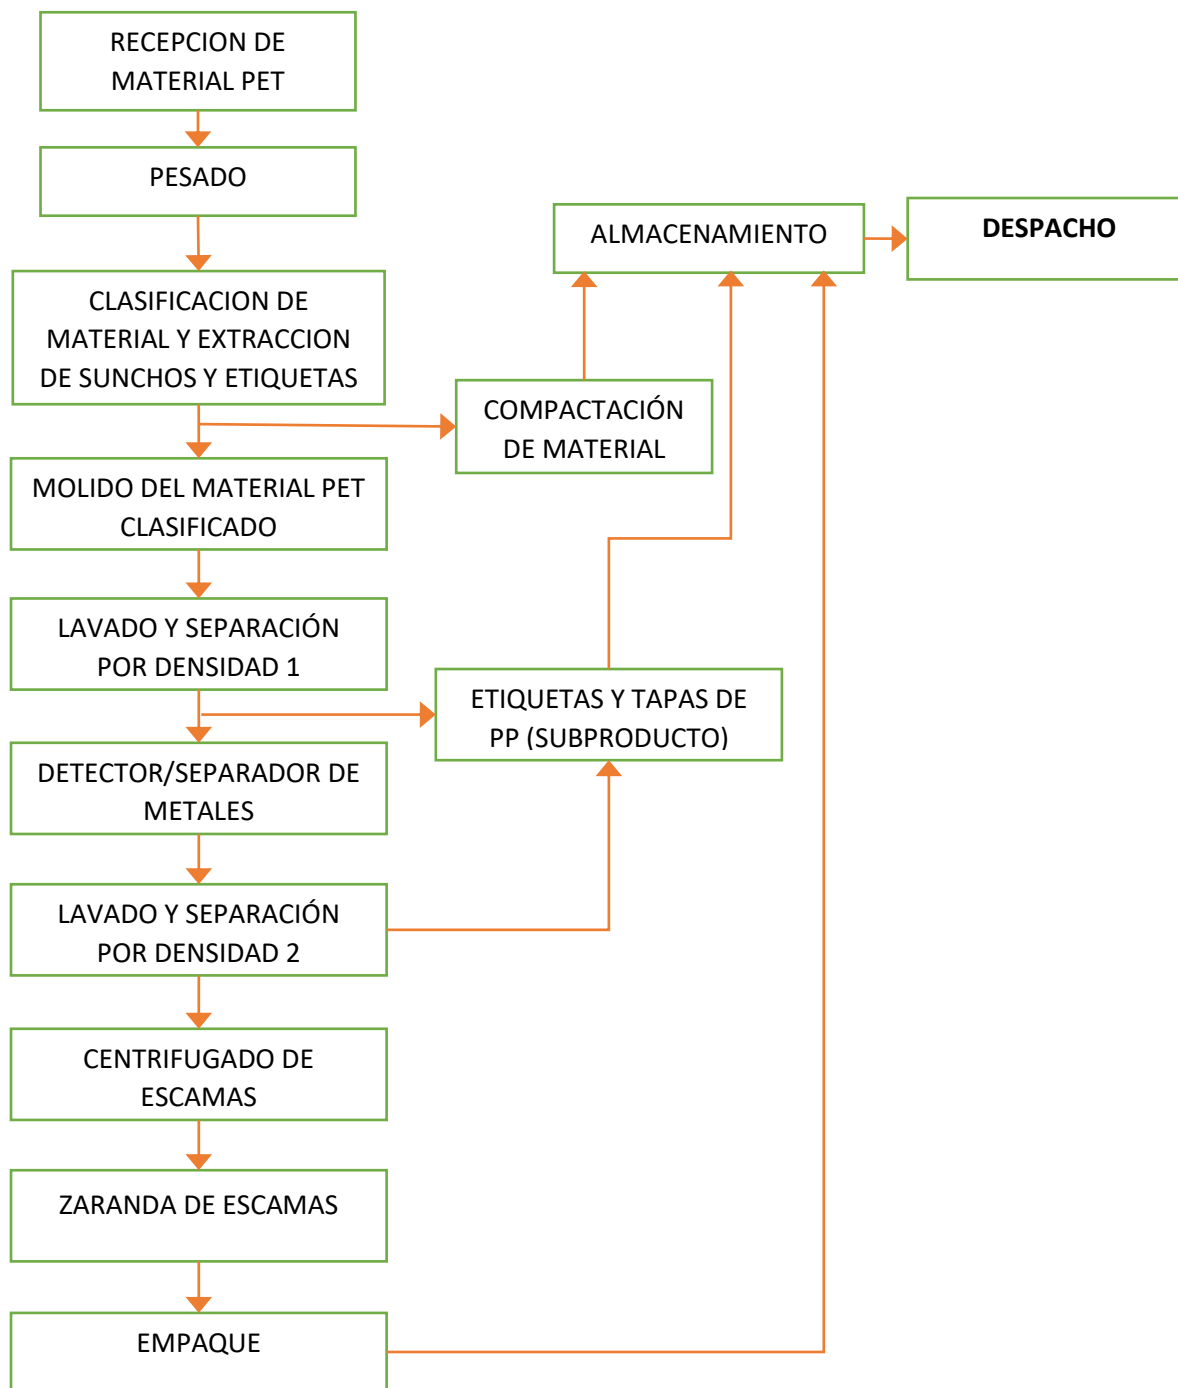 RECEPCION DE
MATERIAL PET
PESADO
ALMACENAMIENTO
DESPACHO
CLASIFICACION DE
MATERIAL Y EXTRACCION
DE SUNCHOS Y ETIQUETAS
COMPACTACIÓN
DE MATERIAL
MOLIDO DEL MATERIAL PET
CLASIFICADO
LAVADO Y SEPARACIÓN
POR DENSIDAD 1
ETIQUETAS Y TAPAS DE
PP (SUBPRODUCTO)
DETECTOR/SEPARADOR DE
METALES
LAVADO Y SEPARACIÓN
POR DENSIDAD 2
CENTRIFUGADO DE
ESCAMAS
ZARANDA DE ESCAMAS
EMPAQUE